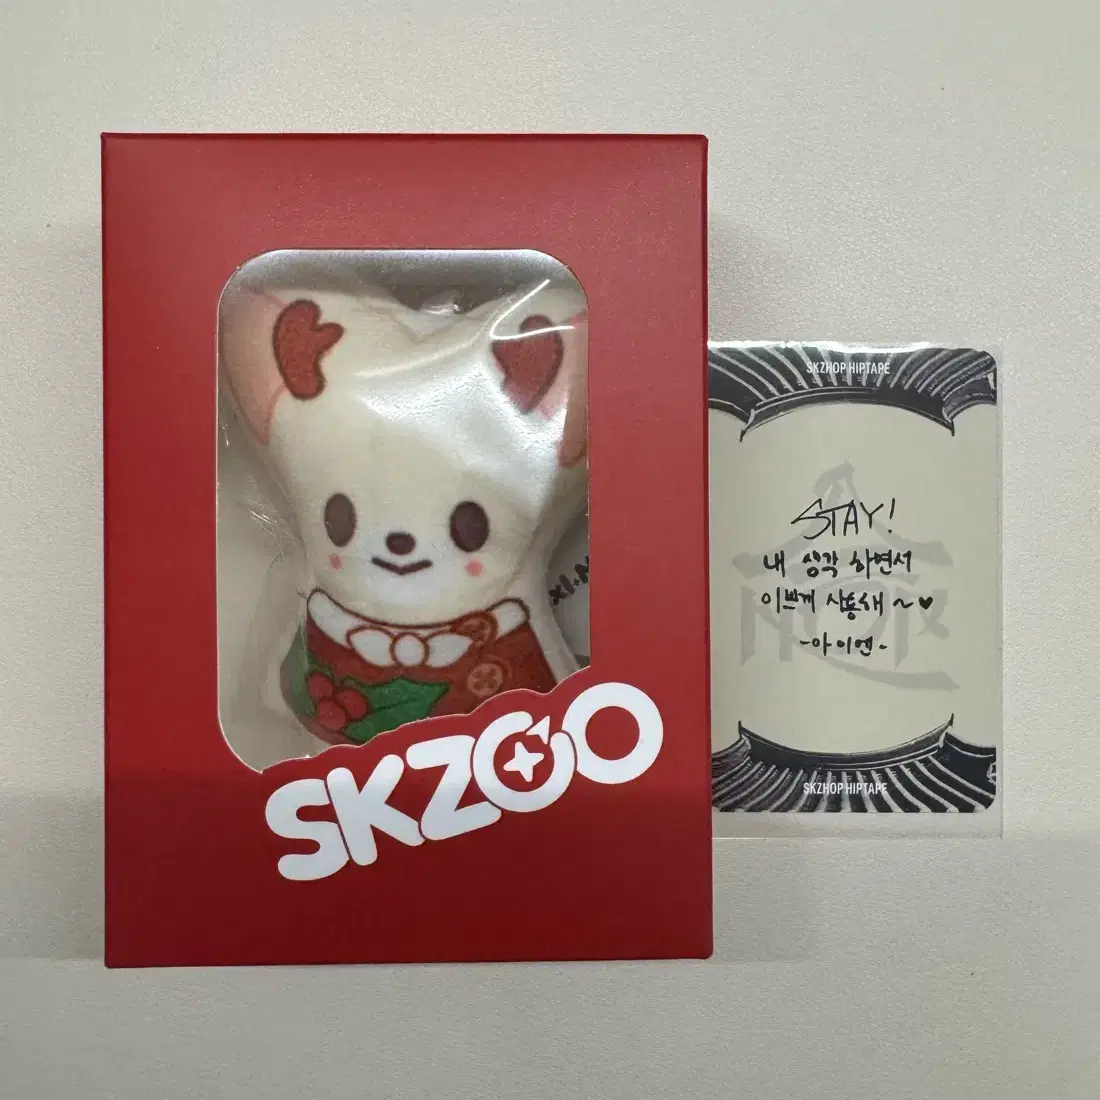 SKZOO
SKZHOP HIPTAPE
STAY!
내 생각 하면서
이쁘게 사용해 ~ ♥
- 아이엔 -
SKZHOP HIPTAPE